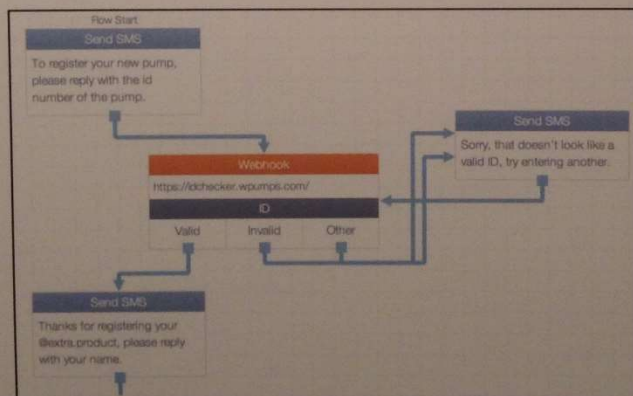 Flow Start
Send SMS
To register your new pump,
please reply with the id
number of the pump.
Send SMS
Sorry, that doesn't look like a
valid ID, try entering another.
Webhook
https://idchecker.wpumps.com/
ID
Valid Invalid Other
Send SMS
Thanks for registering your
@extra.product, please reply
with your name.